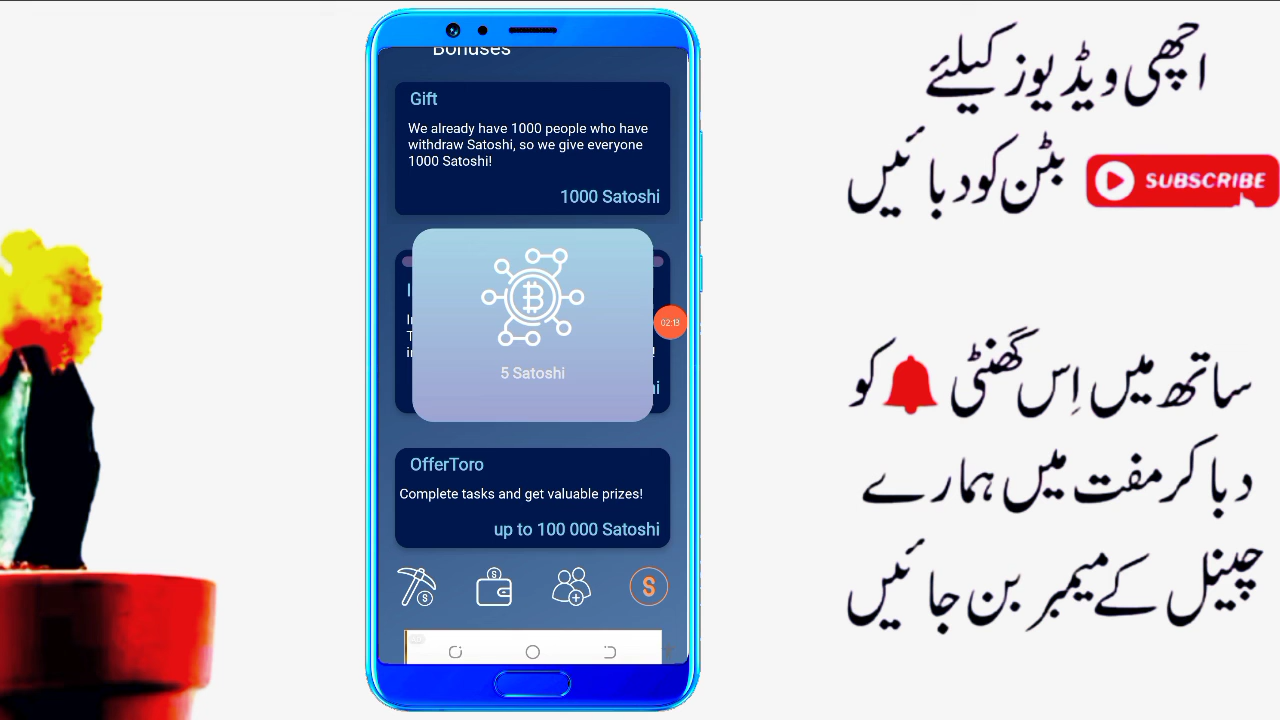 Bonuses
Gift
We already have 1000 people who have
withdraw Satoshi, so we give everyone
1000 Satoshi!
1000 Satoshi
5 Satoshi
02:13
OfferToro
Complete tasks and get valuable prizes!
up to 100 000 Satoshi
اچھی ویڈیوز کیلئے
SUBSCRIBE بٹن کو دبائیں
ساتھ میں اِس گھنٹی کو
دبا کر مفت میں ہمارے
چینل کے میمبر بن جائیں